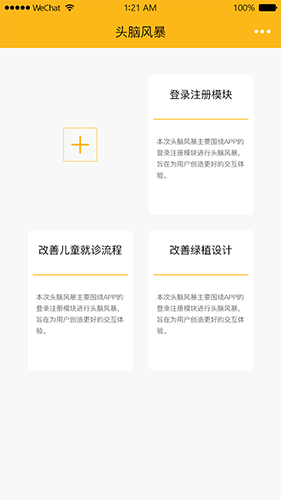 WeChat 1:21 AM 100%
头脑风暴
登录注册模块
本次头脑风暴主要围绕APP的
登录注册模块进行头脑风暴。
旨在为用户创造更好的交互体
验。
改善儿童就诊流程
本次头脑风暴主要围绕APP的
登录注册模块进行头脑风暴。
旨在为用户创造更好的交互体
验。
改善绿植设计
本次头脑风暴主要围绕APP的
登录注册模块进行头脑风暴。
旨在为用户创造更好的交互体
验。